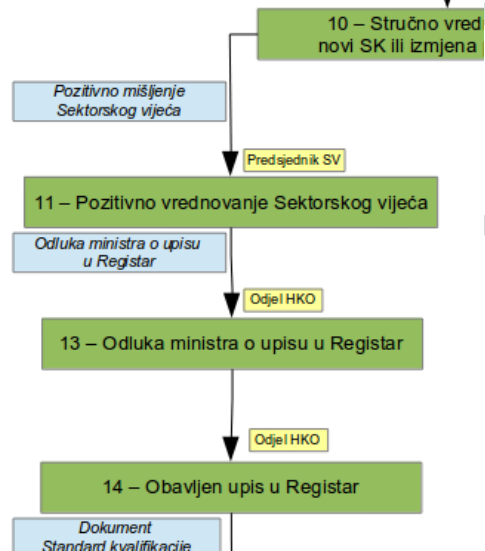 10 – Stručno vred
novi SK ili izmjena
Pozitivno mišljenje
Sektorskog vijeća
Predsjednik SV
11 – Pozitivno vrednovanje Sektorskog vijeća
Odluka ministra o upisu
u Registar
Odjel HKO
13 – Odluka ministra o upisu u Registar
Odjel HKO
14 – Obavljen upis u Registar
Dokument
Standard kvalifikacije